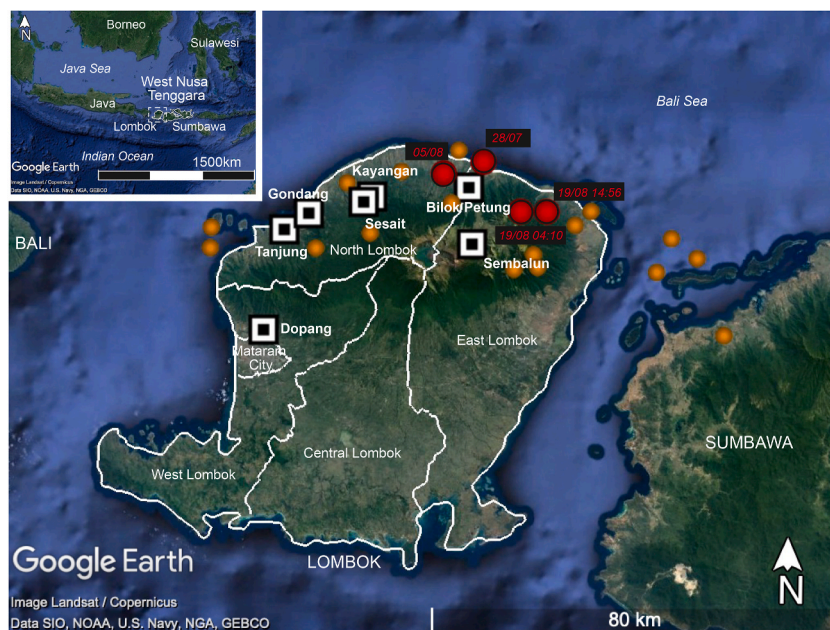 N
Borneo
Sulawesi
Java Sea
West Nusa
Tenggara
Java
Lombok
Sumbawa
Indian Ocean
Google Earth
1500km
Image Landsat / Copernicus
Data SIO, NOAA, U.S. Navy, NGA, GEBCO
Bali Sea
28/07
05/08
Kayangan
19/08 14:56
Gondang
Bilok/Petung
Sesait
BALI
19/08 04:10
Tanjung
North Lombok
Sembalun
Dopang
East Lombok
Mataram
City
SUMBAWA
Central Lombok
West Lombok
Google Earth
LOMBOK
N
Image Landsat / Copernicus
80 km
Data SIO, NOAA, U.S. Navy, NGA, GEBCO